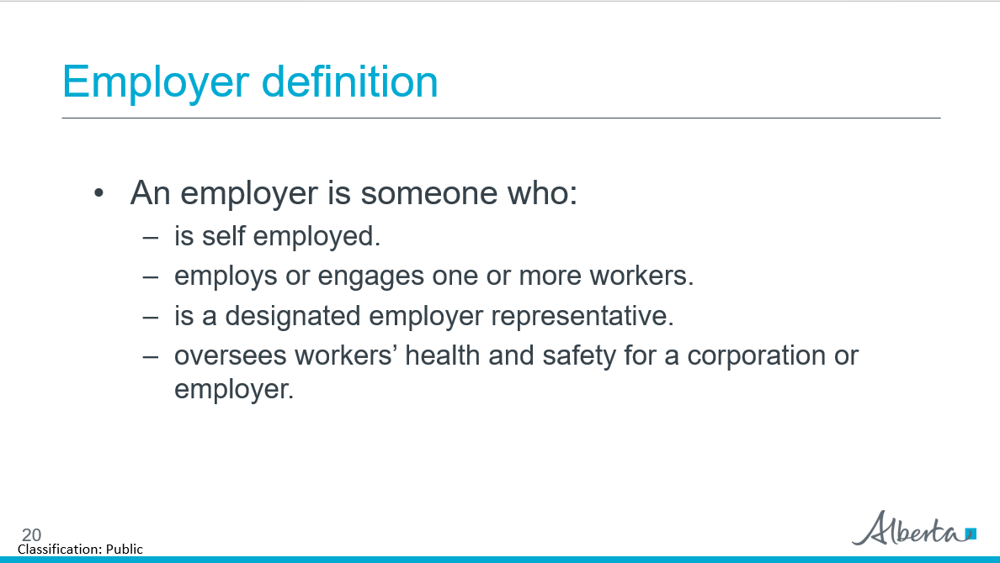 Employer definition
• An employer is someone who:
– is self employed.
– employs or engages one or more workers.
– is a designated employer representative.
– oversees workers’ health and safety for a corporation or
employer.
20
Classification: Public
Alberta